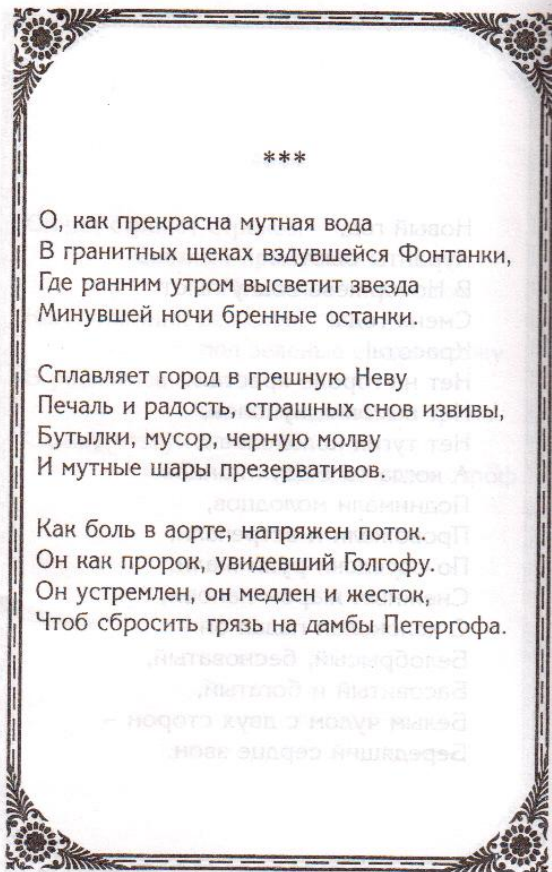 ***
О, как прекрасна мутная вода
В гранитных щеках вздувшейся Фонтанки,
Где ранним утром высветит звезда
Минувшей ночи бренные останки.
Сплавляет город в грешную Неву
Печаль и радость, страшных снов извивы,
Бутылки, мусор, черную молву
И мутные шары презервативов.
Как боль в аорте, напряжен поток.
Он как пророк, увидевший Голгофу.
Он устремлен, он медлен и жесток,
Чтоб сбросить грязь на дамбы Петергофа.